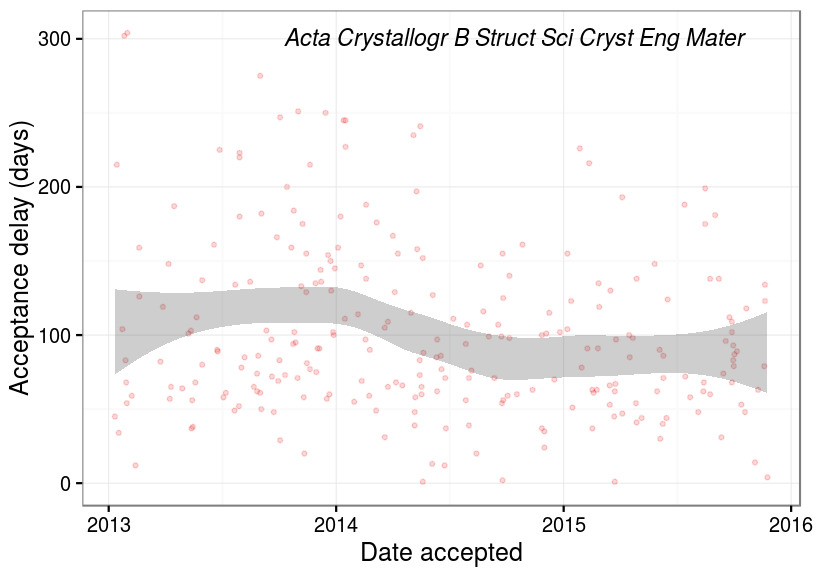 Acta Crystallogr B Struct Sci Cryst Eng Mater
Acceptance delay (days)
300
200
100
0
2013
2014
2015
2016
Date accepted